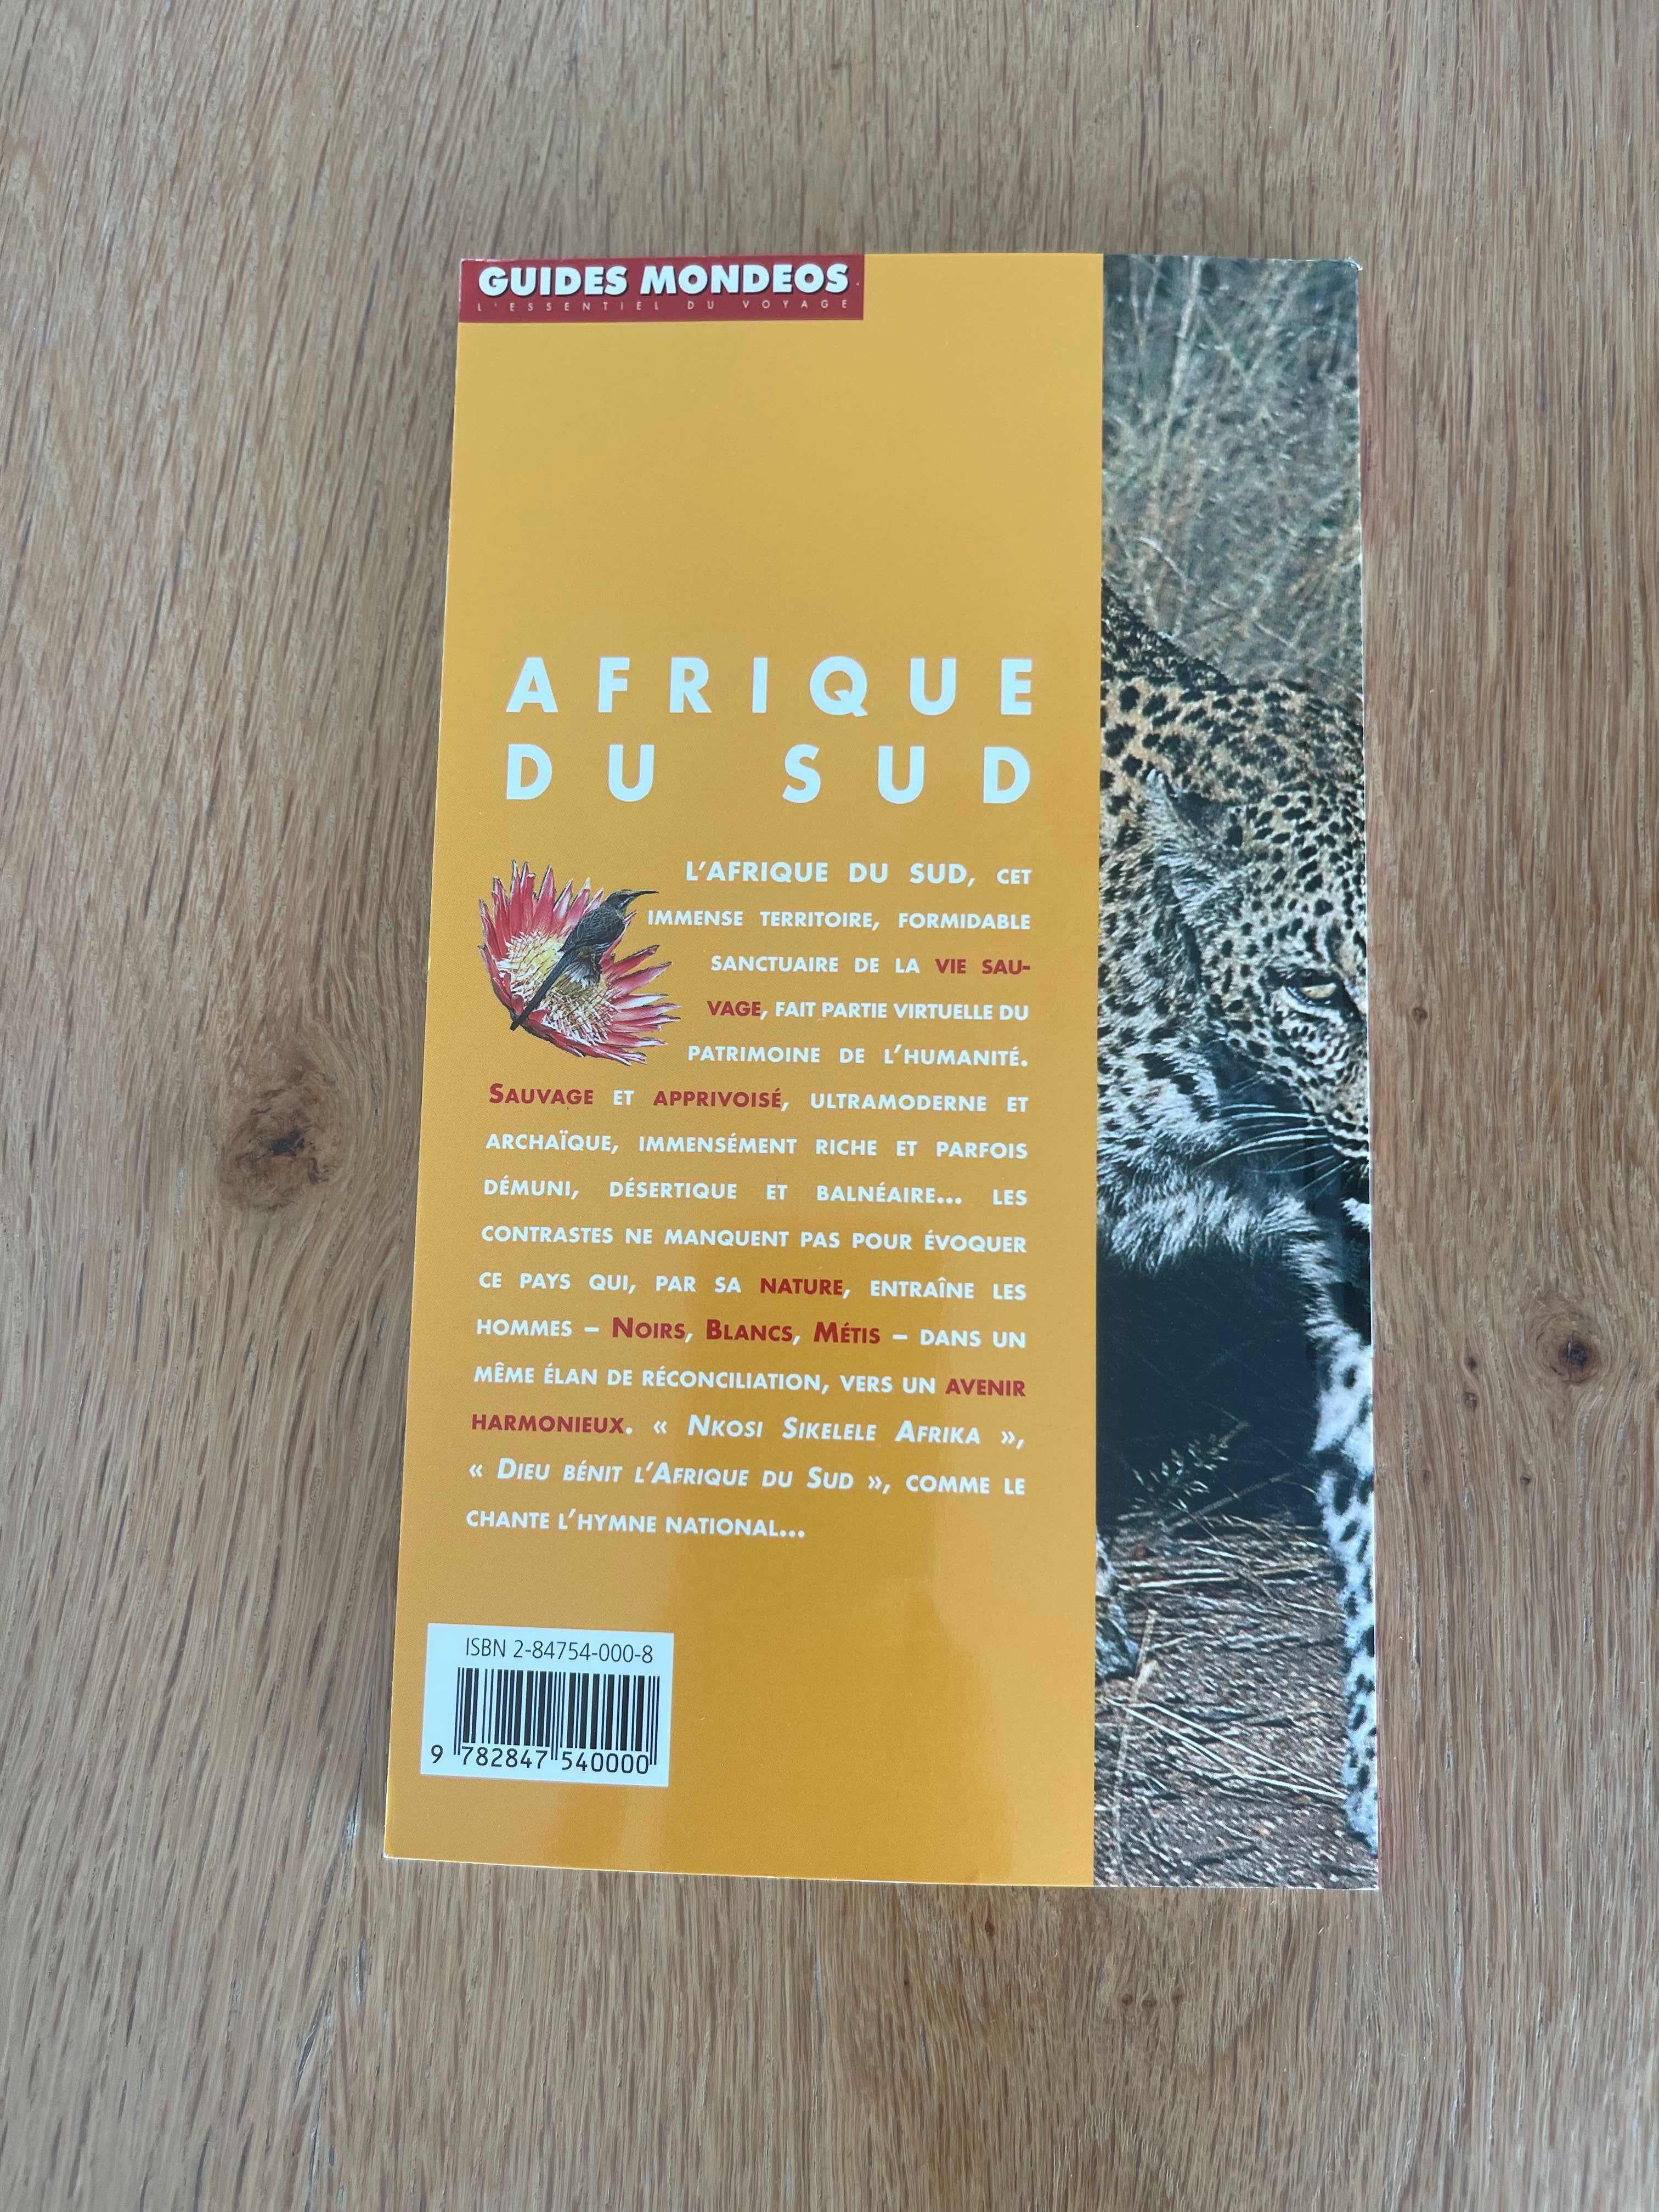 GUIDES MONDEOS
L'ESSENTIEL DU VOYAGE
AFRIQUE
DU SUD
L'AFRIQUE DU SUD, CET
IMMENSE TERRITOIRE, FORMIDABLE
SANCTUAIRE DE LA VIE SAU-
VAGE, FAIT PARTIE VIRTUELLE DU
PATRIMOINE DE L'HUMANITÉ.
SAUVAGE ET APPRIVOISÉ, ULTRAMODERNE ET
ARCHAÏQUE, IMMENSÉMENT RICHE ET PARFOIS
DÉMUNI, DÉSERTIQUE ET BALNÉAIRE... LES
CONTRASTES NE MANQUENT PAS POUR ÉVOQUER
CE PAYS QUI, PAR SA NATURE, ENTRAÎNE LES
HOMMES – NOIRS, BLANCS, MÉTIS – DANS UN
MÊME ÉLAN DE RÉCONCILIATION, VERS UN AVENIR
HARMONIEUX. « NKOSI SIKELELE AFRIKA »,
« DIEU BÉNIT L'AFRIQUE DU SUD », COMME LE
CHANTE L'HYMNE NATIONAL...
ISBN 2-84754-000-8
9 782847 540000